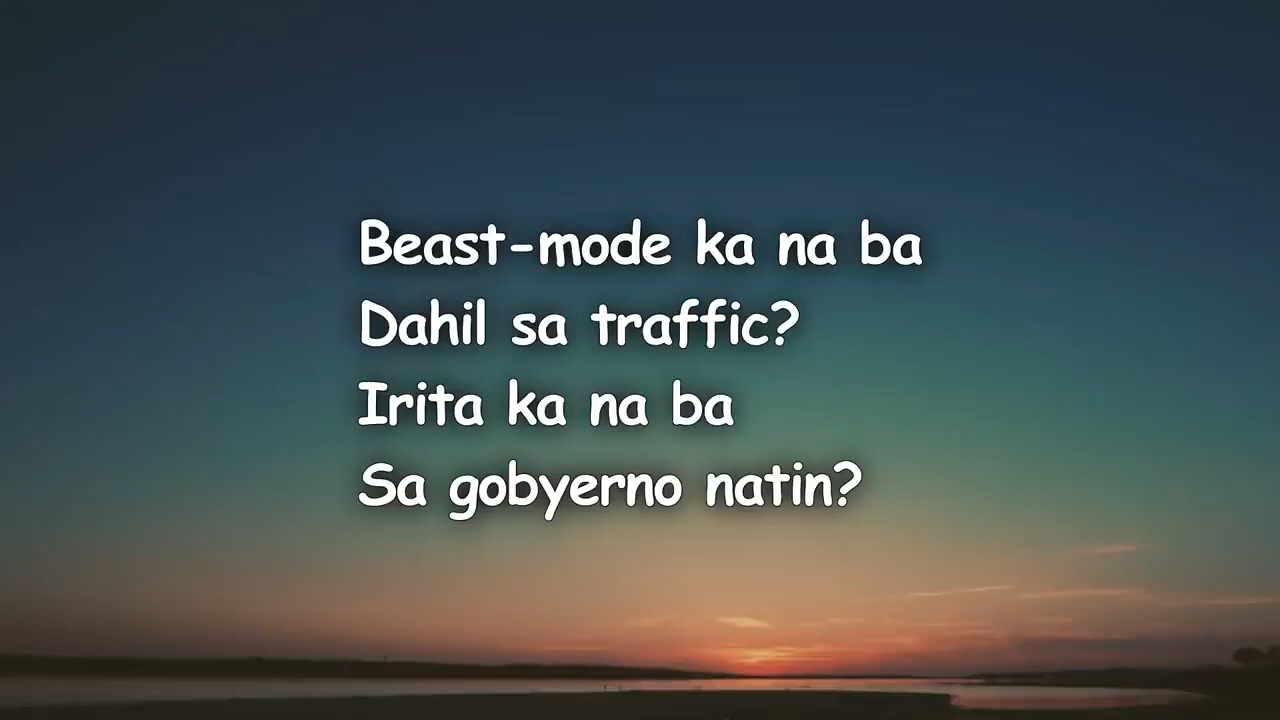 Beast-mode ka na ba
Dahil sa traffic?
Irita ka na ba
Sa gobyerno natin?